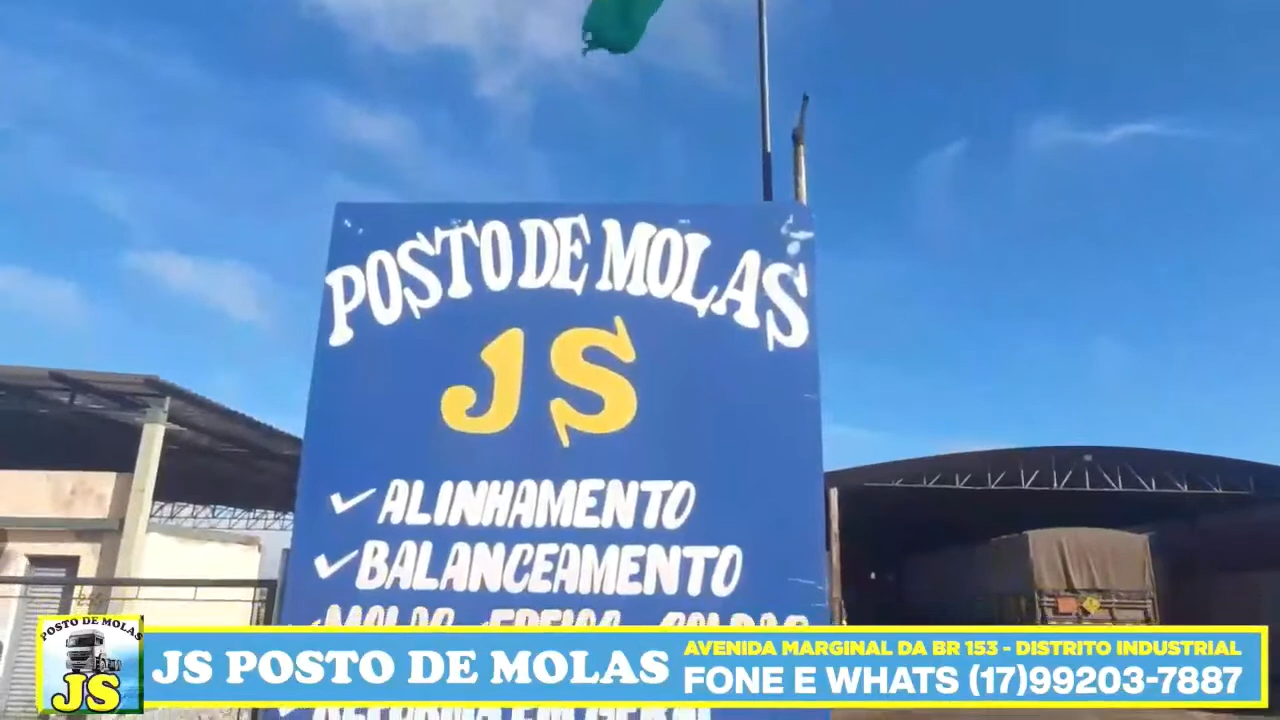 POSTO DE MOLAS
JS
ALINHAMENTO
BALANCEAMENTO
POSTO DE MOLAS
JS
JS POSTO DE MOLAS
AVENIDA MARGINAL DA BR 153 - DISTRITO INDUSTRIAL
FONE E WHATS (17)99203-7887